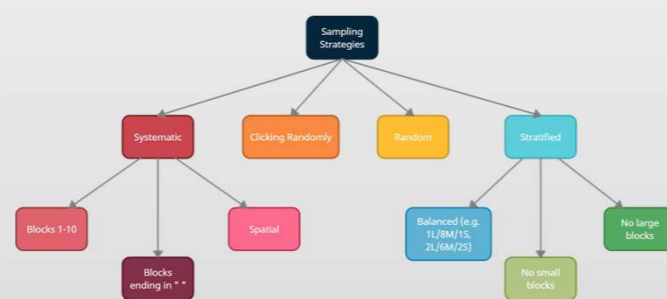 Sampling
Strategies
Systematic
Clicking Randomly
Random
Stratified
Blocks 1-10
Spatial
Balanced (e.g.
1L/8M/1S,
2L/6M/2S)
No large
blocks
Blocks
ending in " "
No small
blocks